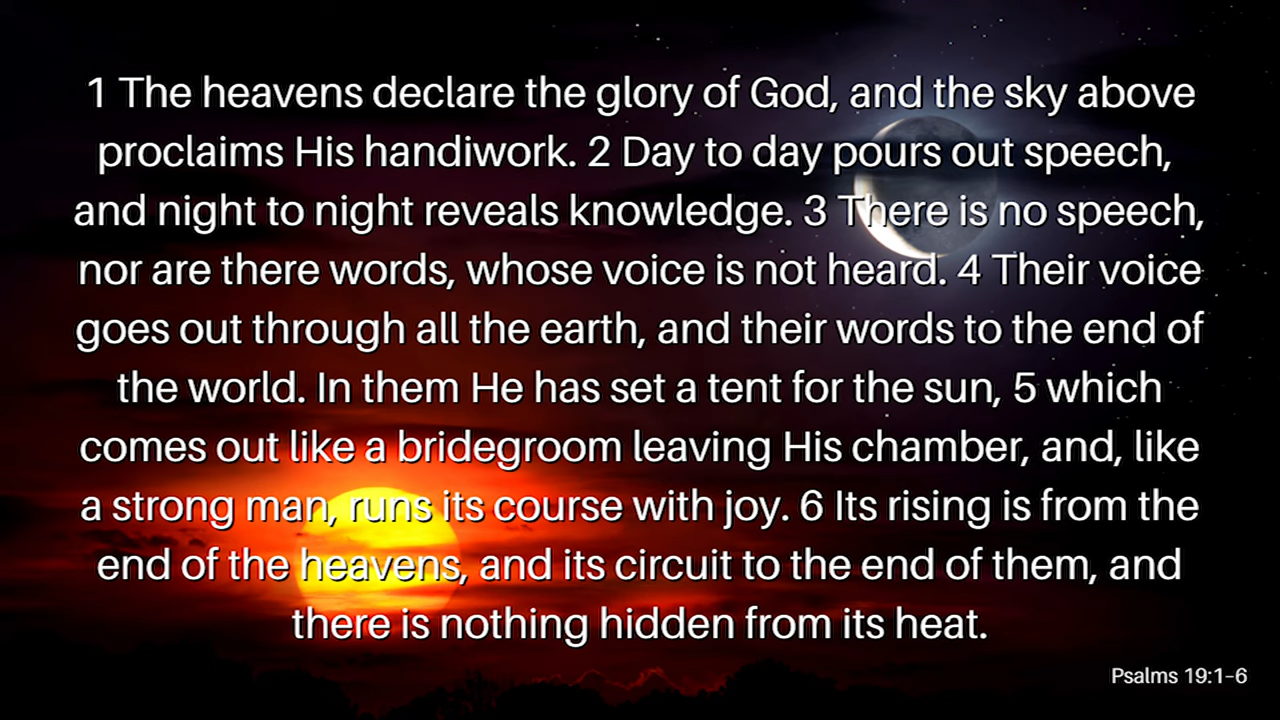 1 The heavens declare the glory of God, and the sky above
proclaims His handiwork. 2 Day to day pours out speech,
and night to night reveals knowledge. 3 There is no speech,
nor are there words, whose voice is not heard. 4 Their voice
goes out through all the earth, and their words to the end of
the world. In them He has set a tent for the sun, 5 which
comes out like a bridegroom leaving His chamber, and, like
a strong man, runs its course with joy. 6 Its rising is from the
end of the heavens, and its circuit to the end of them, and
there is nothing hidden from its heat.
Psalms 19:1–6